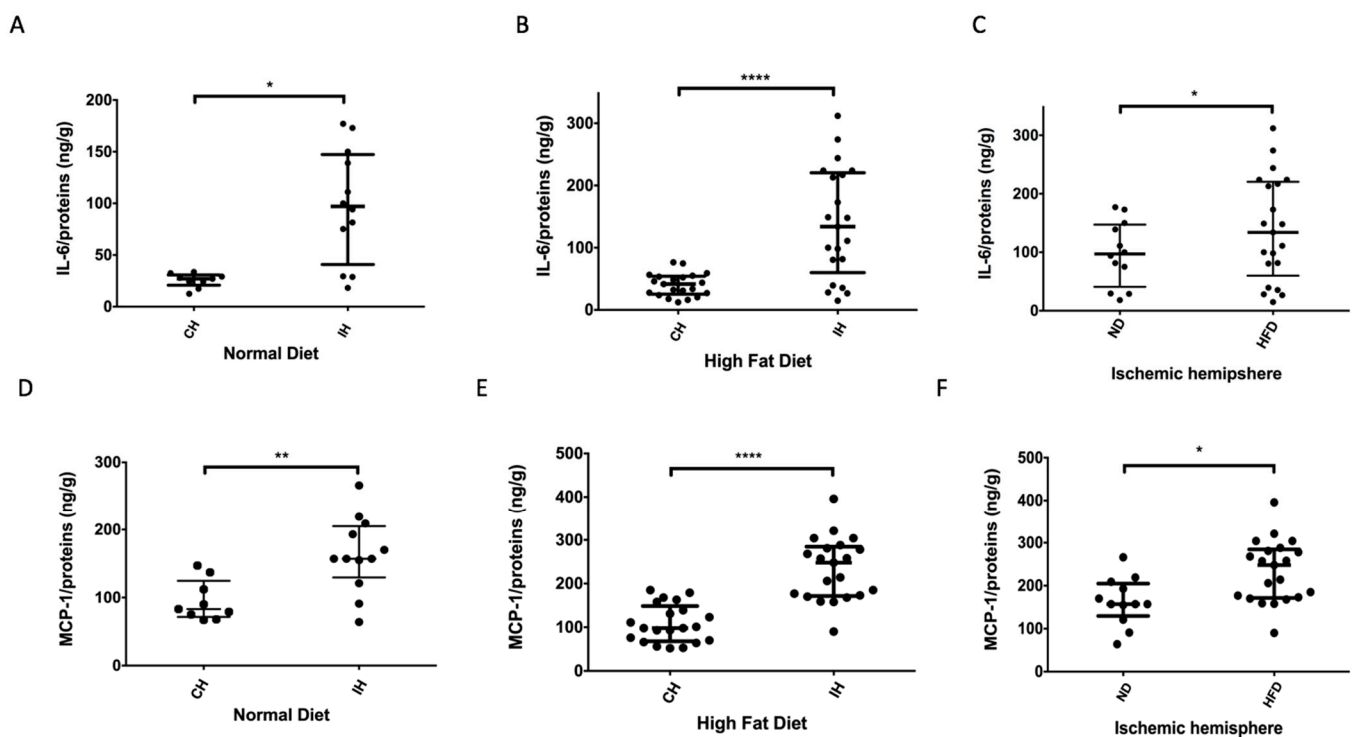 A
B
C
*
****
*
IL-6/proteins (ng/g)
200
150
100
50
0
CH
IH
Normal Diet
IL-6/proteins (ng/g)
300
200
100
0
CH
IH
High Fat Diet
IL-6/proteins (ng/g)
300
200
100
0
ND
HFD
Ischemic hemipshere
D
E
F
**
****
*
MCP-1/proteins (ng/g)
300
200
100
0
CH
IH
Normal Diet
MCP-1/proteins (ng/g)
500
400
300
200
100
0
CH
IH
High Fat Diet
MCP-1/proteins (ng/g)
500
400
300
200
100
0
ND
HFD
Ischemic hemisphere